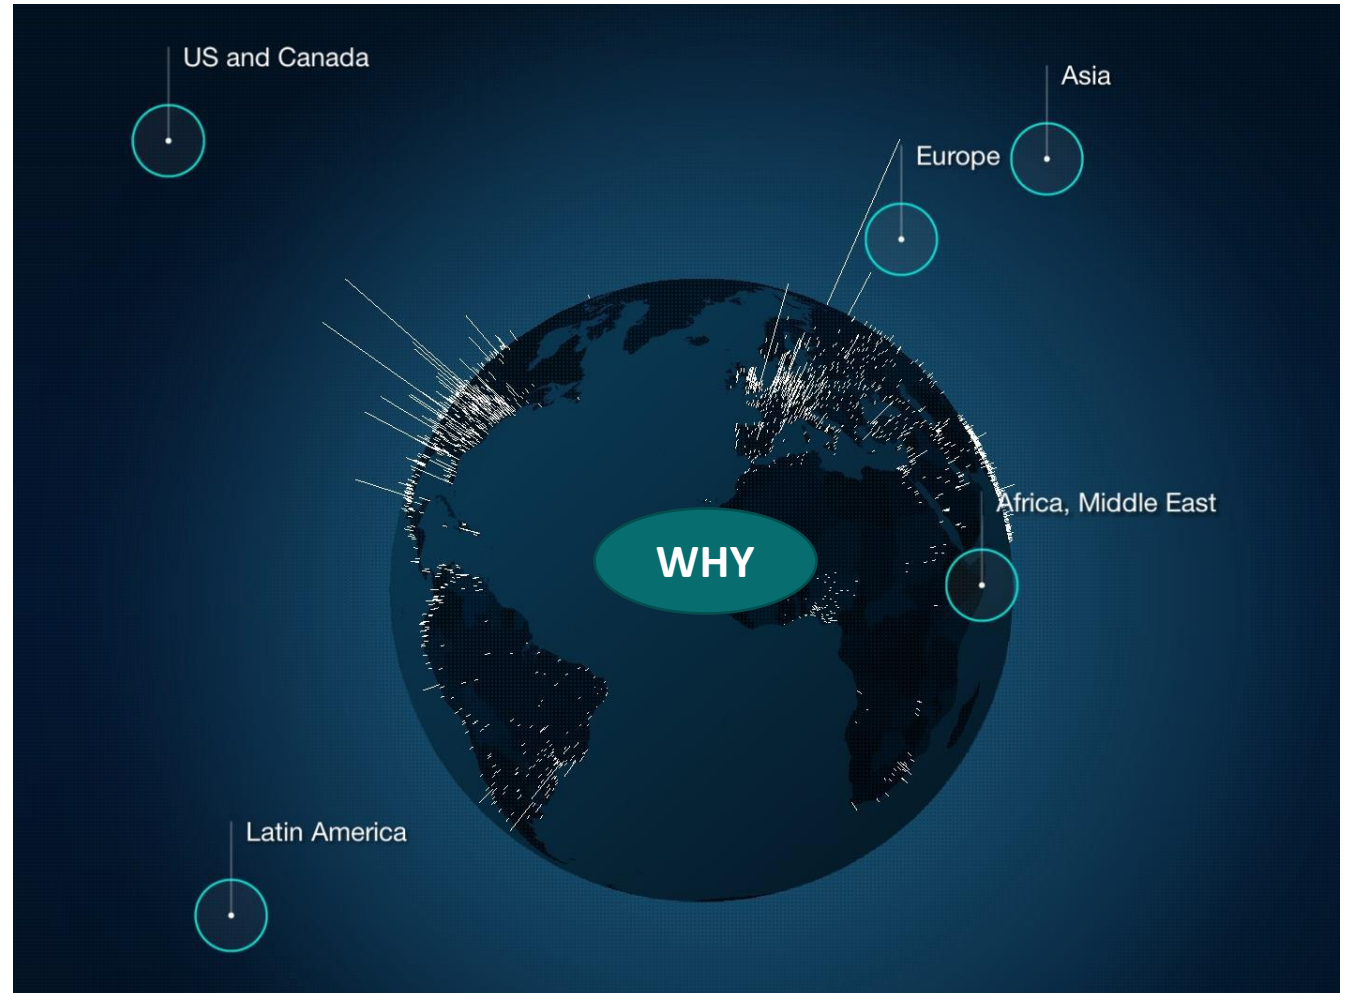 US and Canada
Asia
Europe
Africa, Middle East
WHY
Latin America